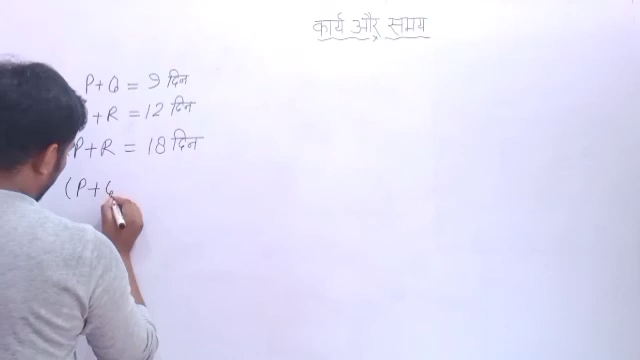 कार्य और समय
P+Q = 9 दिन
+ R = 12 दिन
P+R = 18 दिन
(P+Q